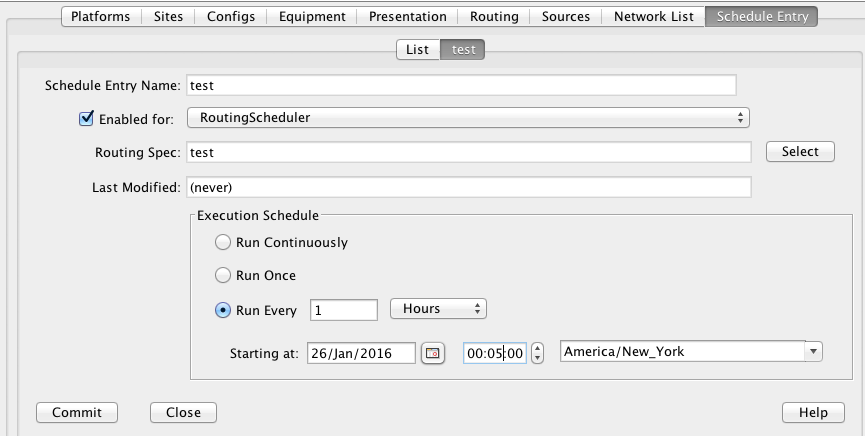 Platforms Sites Configs Equipment Presentation Routing Sources Network List Schedule Entry
List test
Schedule Entry Name: test
Enabled for: RoutingScheduler
Routing Spec: test Select
Last Modified: (never)
Execution Schedule
Run Continuously
Run Once
Run Every 1 Hours
Starting at: 26/Jan/2016 00:05:00 America/New_York
Commit Close Help